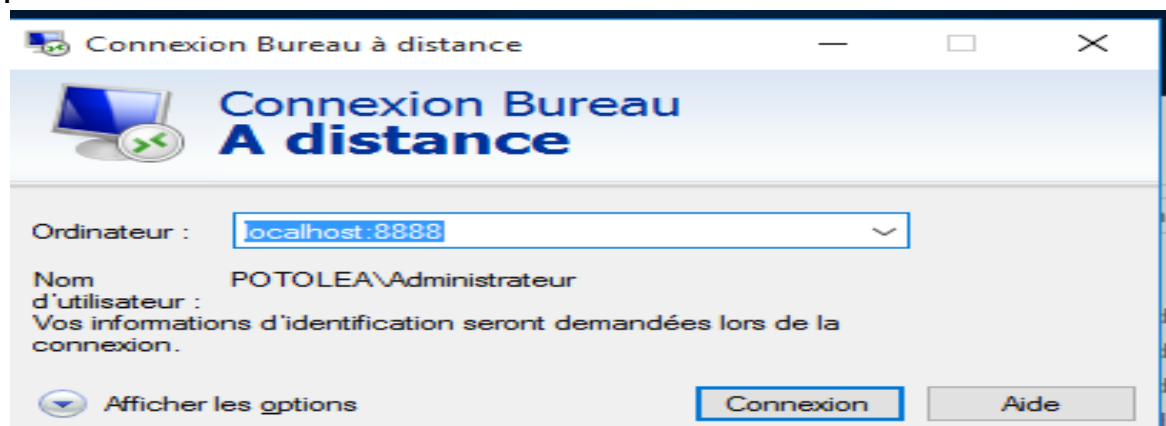 Connexion Bureau à distance
Connexion Bureau
A distance
Ordinateur :
localhost:8888
Nom
d'utilisateur :
POTOLEA\Administrateur
Vos informations d'identification seront demandées lors de la
connexion.
Afficher les options
Connexion
Aide